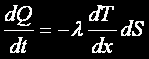 dQ/dt = −λ dT/dx dS